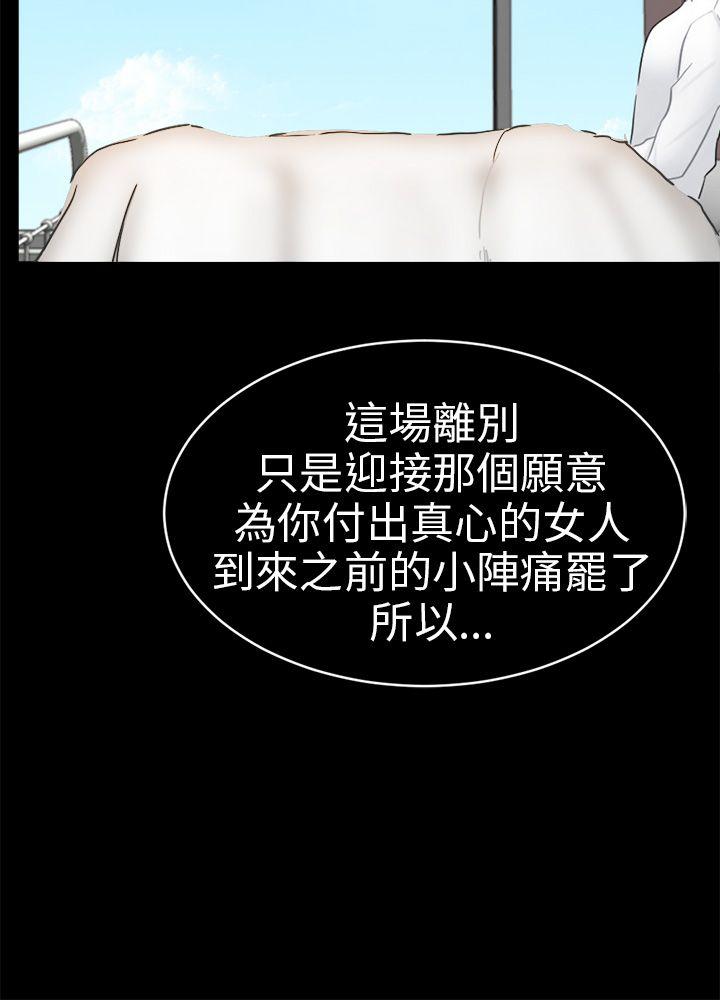 這場離別
只是迎接那個願意
為你付出真心的女人
到來之前的小陣痛罷了
所以...